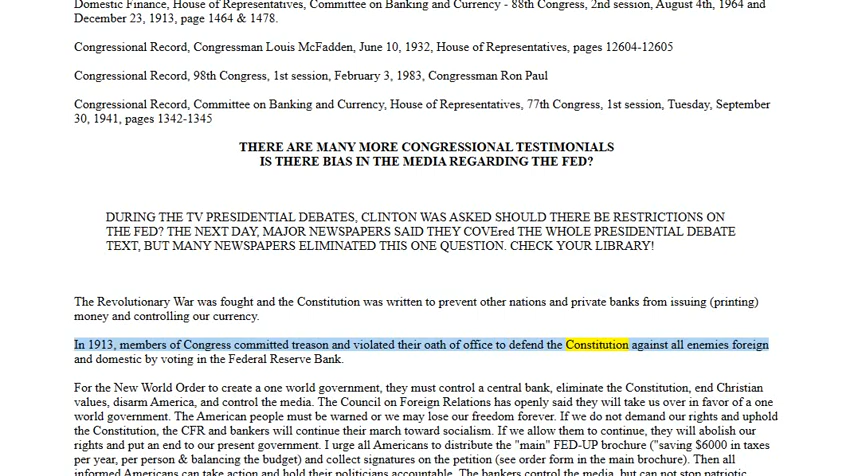 Domestic Finance, House of Representatives, Committee on Banking and Currency - 88th Congress, 2nd session, August 4th, 1964 and
December 23, 1913, page 1464 & 1478.
Congressional Record, Congressman Louis McFadden, June 10, 1932, House of Representatives, pages 12604-12605
Congressional Record, 98th Congress, 1st session, February 3, 1983, Congressman Ron Paul
Congressional Record, Committee on Banking and Currency, House of Representatives, 77th Congress, 1st session, Tuesday, September
30, 1941, pages 1342-1345
THERE ARE MANY MORE CONGRESSIONAL TESTIMONIALS
IS THERE BIAS IN THE MEDIA REGARDING THE FED?
DURING THE TV PRESIDENTIAL DEBATES, CLINTON WAS ASKED SHOULD THERE BE RESTRICTIONS ON
THE FED? THE NEXT DAY, MAJOR NEWSPAPERS SAID THEY COVEred THE WHOLE PRESIDENTIAL DEBATE
TEXT, BUT MANY NEWSPAPERS ELIMINATED THIS ONE QUESTION. CHECK YOUR LIBRARY!
The Revolutionary War was fought and the Constitution was written to prevent other nations and private banks from issuing (printing)
money and controlling our currency.
In 1913, members of Congress committed treason and violated their oath of office to defend the Constitution against all enemies foreign
and domestic by voting in the Federal Reserve Bank.
For the New World Order to create a one world government, they must control a central bank, eliminate the Constitution, end Christian
values, disarm America, and control the media. The Council on Foreign Relations has openly said they will take us over in favor of a one
world government. The American people must be warned or we may lose our freedom forever. If we do not demand our rights and uphold
the Constitution, the CFR and bankers will continue their march toward socialism. If we allow them to continue, they will abolish our
rights and put an end to our present government. I urge all Americans to distribute the "main" FED-UP brochure ("saving $6000 in taxes
per year, per person & balancing the budget) and collect signatures on the petition (see order form in the main brochure). Then all
informed Americans can take action and hold their politicians accountable. The bankers control the media, but can not stop patriotic